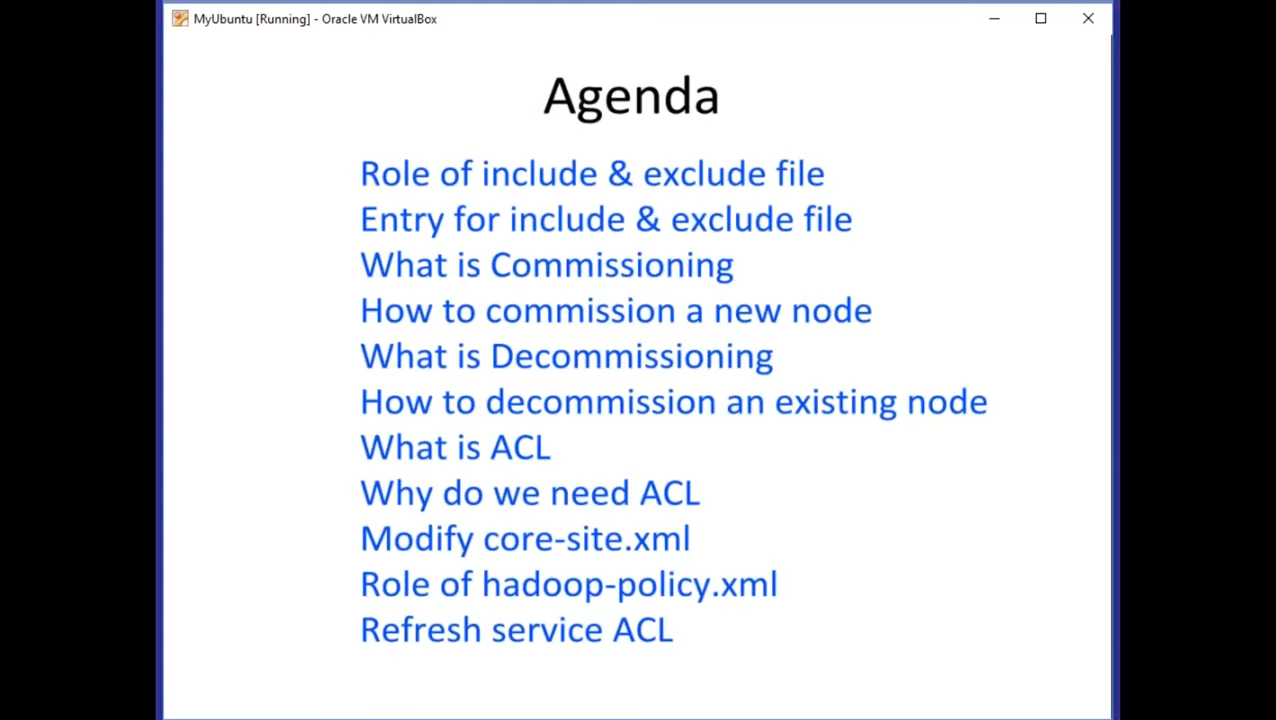 MyUbuntu [Running] - Oracle VM VirtualBox
Agenda
Role of include & exclude file
Entry for include & exclude file
What is Commissioning
How to commission a new node
What is Decommissioning
How to decommission an existing node
What is ACL
Why do we need ACL
Modify core-site.xml
Role of hadoop-policy.xml
Refresh service ACL